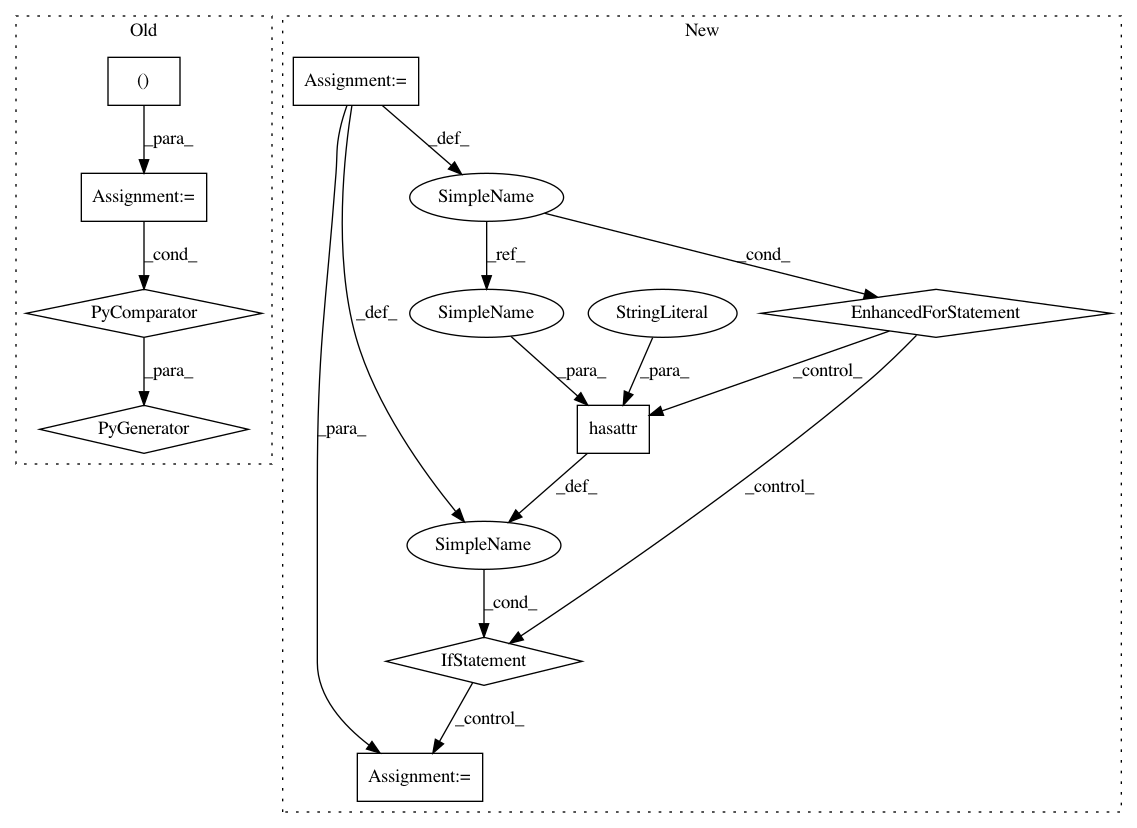 Old
New
()
Assignment:=
_para_
_def_
Assignment:=
SimpleName
_cond_
_ref_
_cond_
PyComparator
SimpleName
StringLiteral
EnhancedForStatement
_def_
_para_
_para_
_para_
_control_
PyGenerator
_para_
hasattr
_def_
_control_
SimpleName
_cond_
IfStatement
_control_
Assignment:=